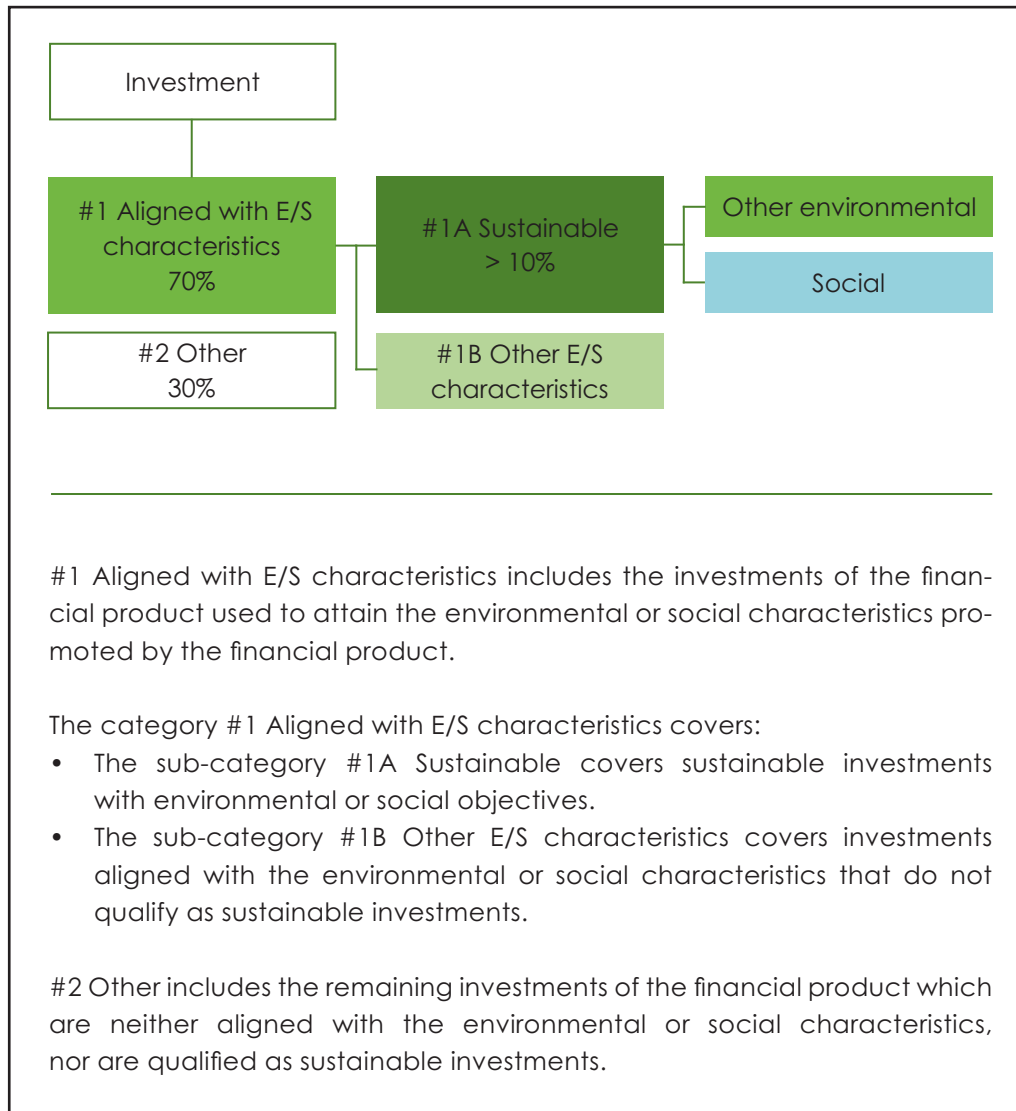 Investment
#1 Aligned with E/S
characteristics
70%
#1A Sustainable
> 10%
Other environmental
Social
#2 Other
30%
#1B Other E/S
characteristics
#1 Aligned with E/S characteristics includes the investments of the finan-
cial product used to attain the environmental or social characteristics pro-
moted by the financial product.
The category #1 Aligned with E/S characteristics covers:
• The sub-category #1A Sustainable covers sustainable investments
with environmental or social objectives.
• The sub-category #1B Other E/S characteristics covers investments
aligned with the environmental or social characteristics that do not
qualify as sustainable investments.
#2 Other includes the remaining investments of the financial product which
are neither aligned with the environmental or social characteristics,
nor are qualified as sustainable investments.